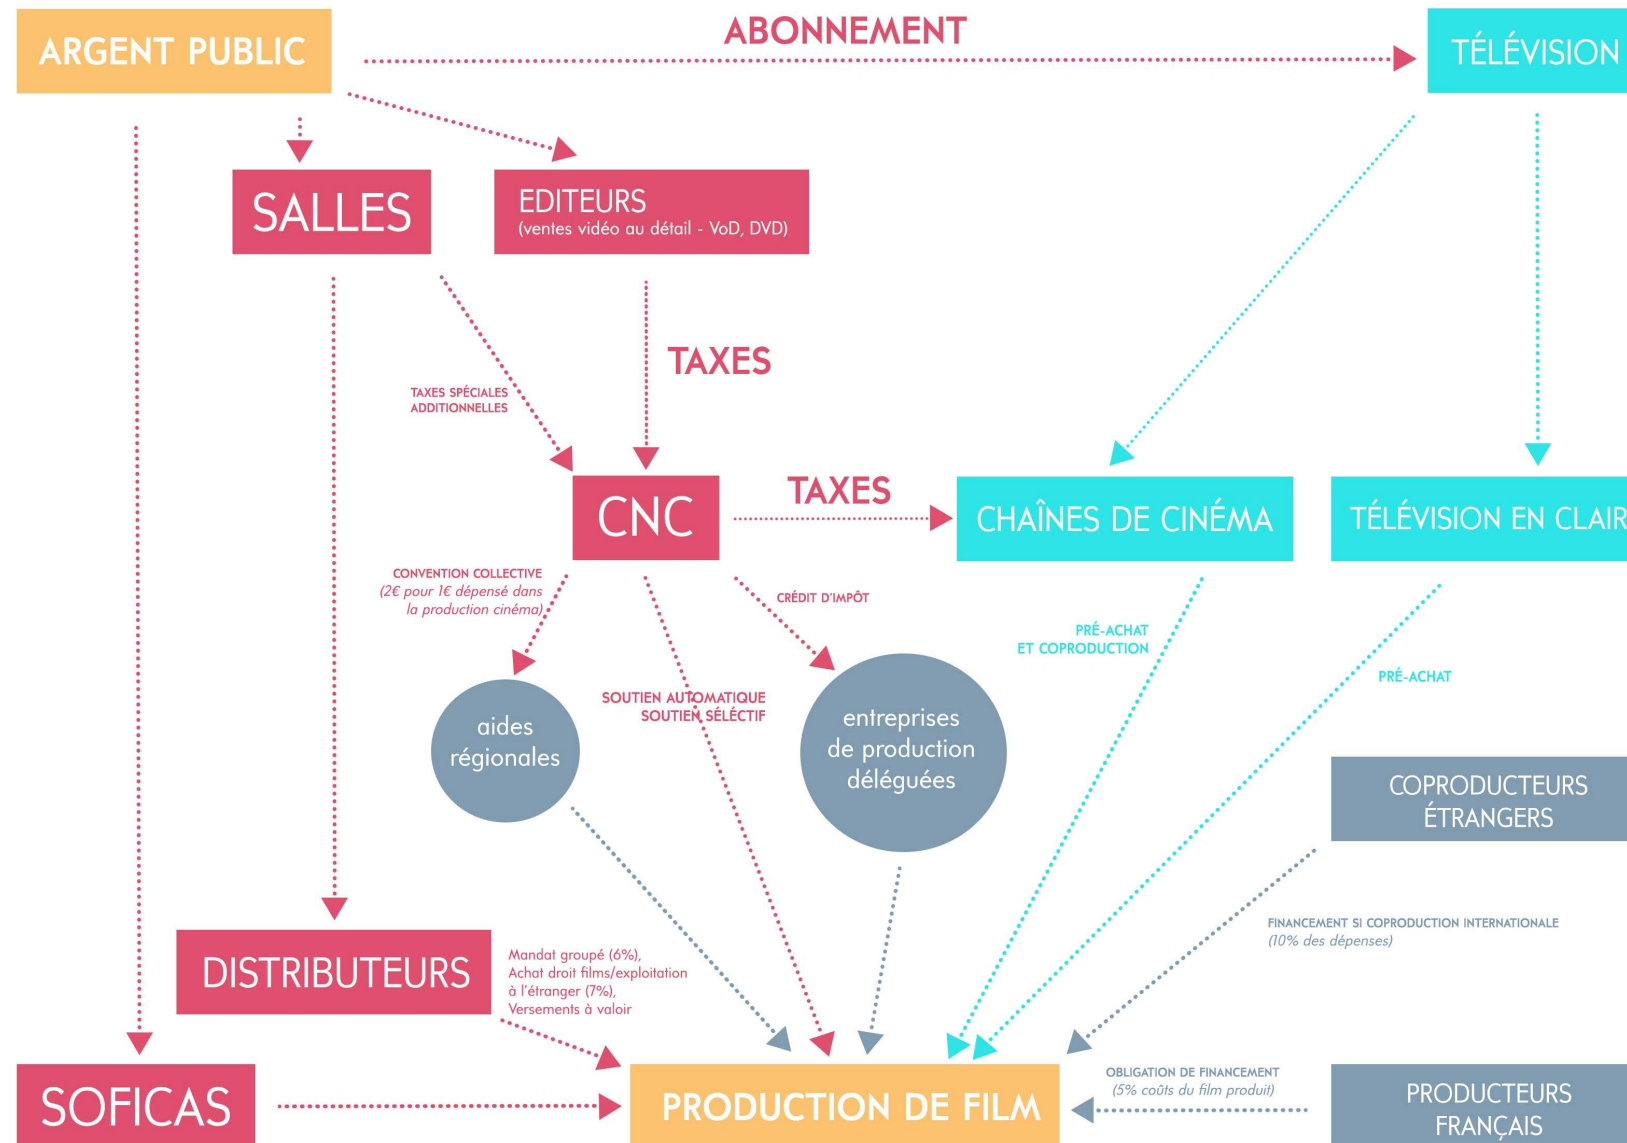 ARGENT PUBLIC
ABONNEMENT
TÉLÉVISION
SALLES
EDITEURS
(ventes vidéo au détail - VoD, DVD)
TAXES
TAXES SPÉCIALES
ADDITIONNELLES
CNC
TAXES
CHAÎNES DE CINÉMA
TÉLÉVISION EN CLAIR
CONVENTION COLLECTIVE
(2€ pour 1€ dépensé dans
la production cinéma)
CRÉDIT D'IMPÔT
PRÉ-ACHAT
ET COPRODUCTION
PRÉ-ACHAT
SOUTIEN AUTOMATIQUE
SOUTIEN SÉLÉCTIF
aides
régionales
entreprises
de production
déléguées
COPRODUCTEURS
ÉTRANGERS
FINANCEMENT SI COPRODUCTION INTERNATIONALE
(10% des dépenses)
DISTRIBUTEURS
Mandat groupé (6%),
Achat droit films/exploitation
à l'étranger (7%),
Versements à valoir
SOFICAS
PRODUCTION DE FILM
OBLIGATION DE FINANCEMENT
(5% coûts du film produit)
PRODUCTEURS
FRANÇAIS